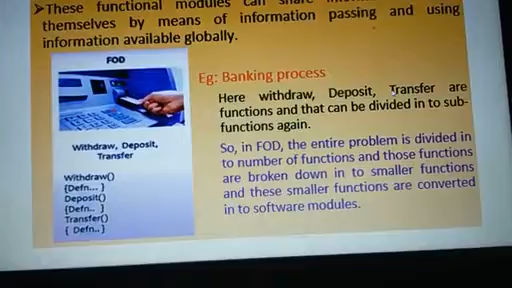 ➤These functional modules can share
themselves by means of information passing and using
information available globally.
FOD
Withdraw, Deposit,
Transfer
Withdraw()
{Defn... }
Deposit()
{Defn.. }
Transfer()
{ Defn..}
Eg: Banking process
Here withdraw, Deposit, Transfer are
functions and that can be divided in to sub-
functions again.
So, in FOD, the entire problem is divided in
to number of functions and those functions
are broken down in to smaller functions
and these smaller functions are converted
in to software modules.